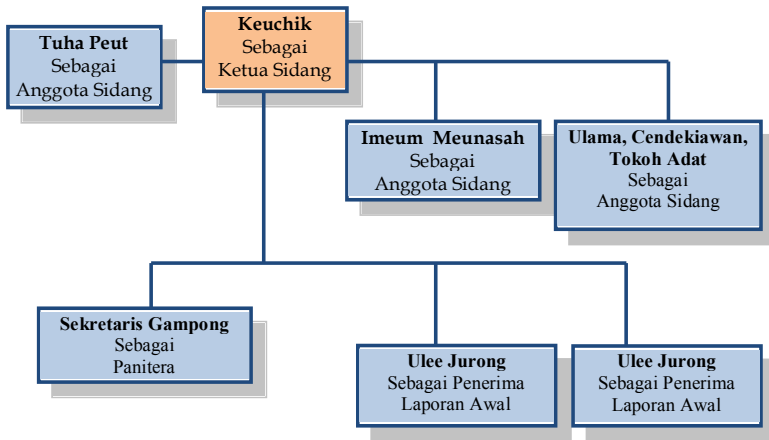 Tuha Peut
Sebagai
Anggota Sidang
Keuchik
Sebagai
Ketua Sidang
Imeum Meunasah
Sebagai
Anggota Sidang
Ulama, Cendekiawan,
Tokoh Adat
Sebagai
Anggota Sidang
Sekretaris Gampong
Sebagai
Panitera
Ulee Jurong
Sebagai Penerima
Laporan Awal
Ulee Jurong
Sebagai Penerima
Laporan Awal